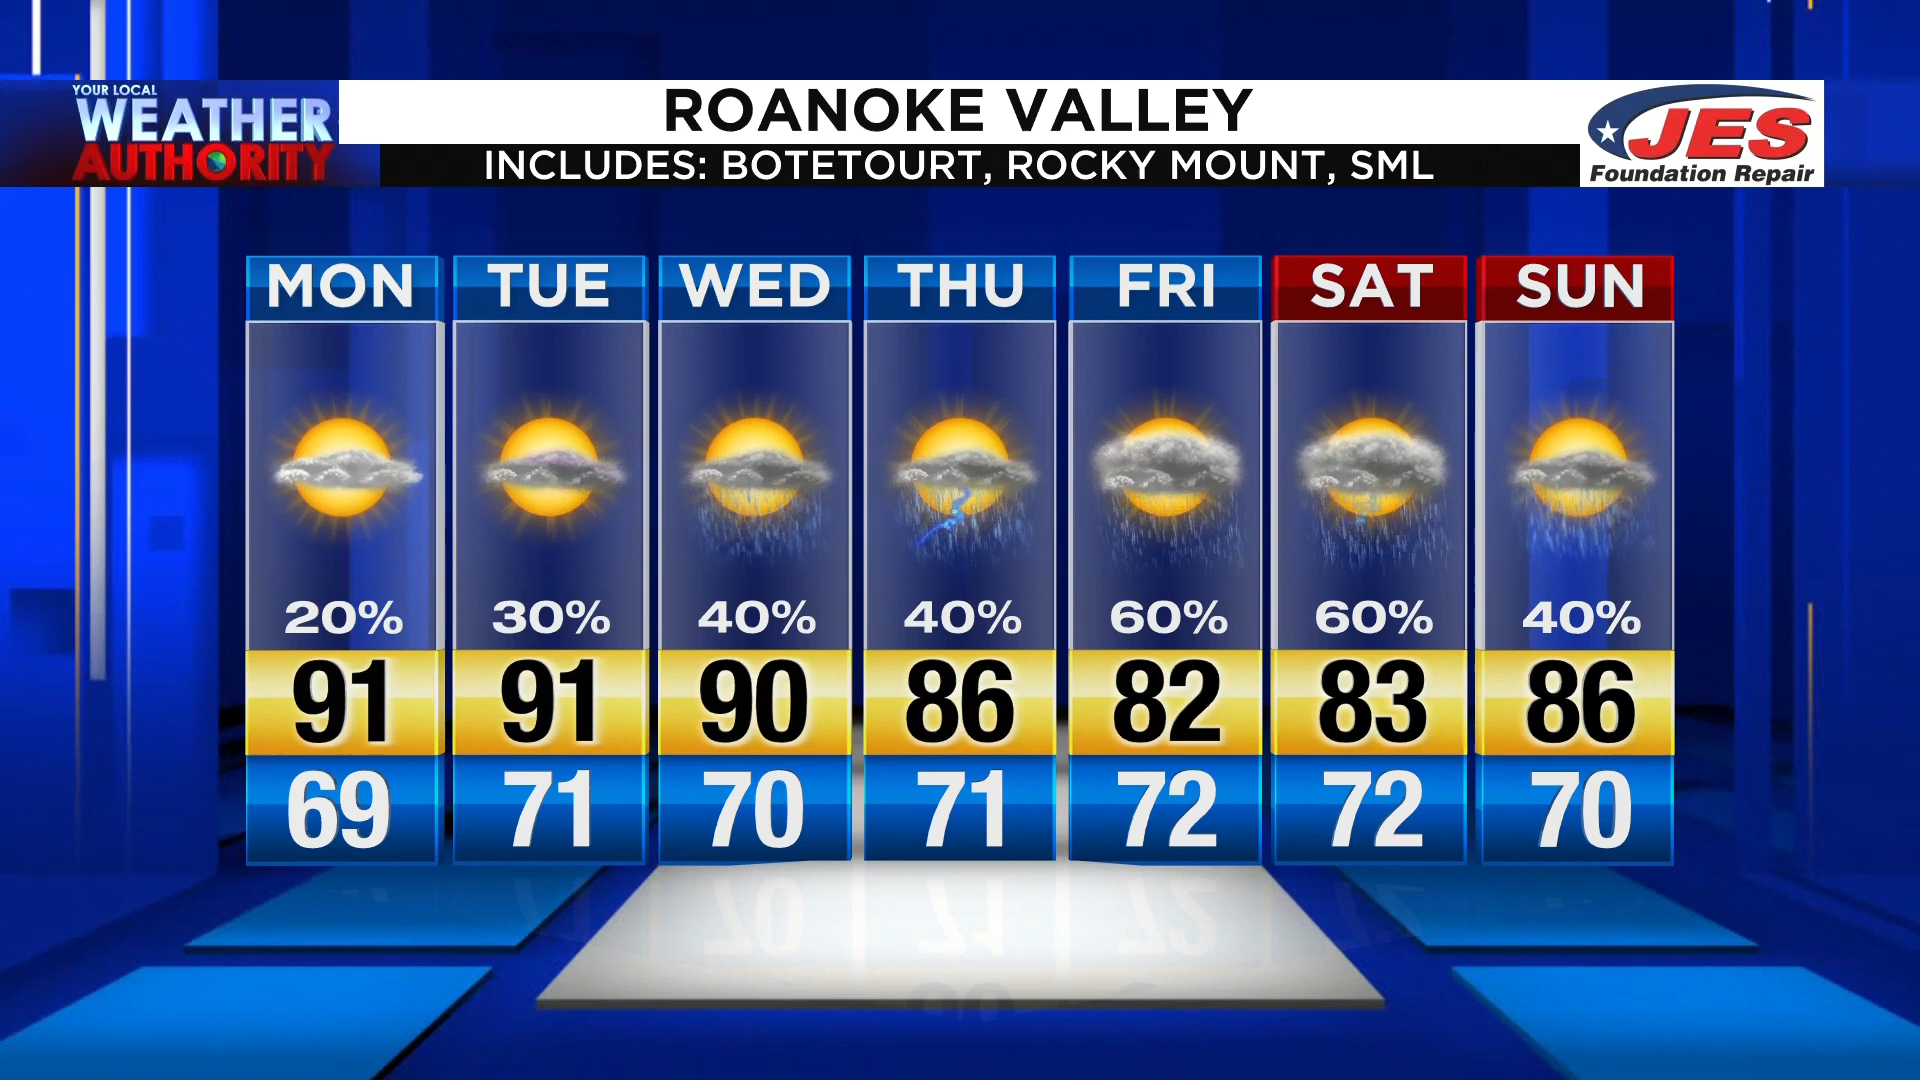 YOUR LOCAL
WEATHER
AUTHORITY
ROANOKE VALLEY
INCLUDES: BOTETOURT, ROCKY MOUNT, SML
JES
Foundation Repair
MON TUE WED THU FRI SAT SUN
20% 30% 40% 40% 60% 60% 40%
91 91 90 86 82 83 86
69 71 70 71 72 72 70